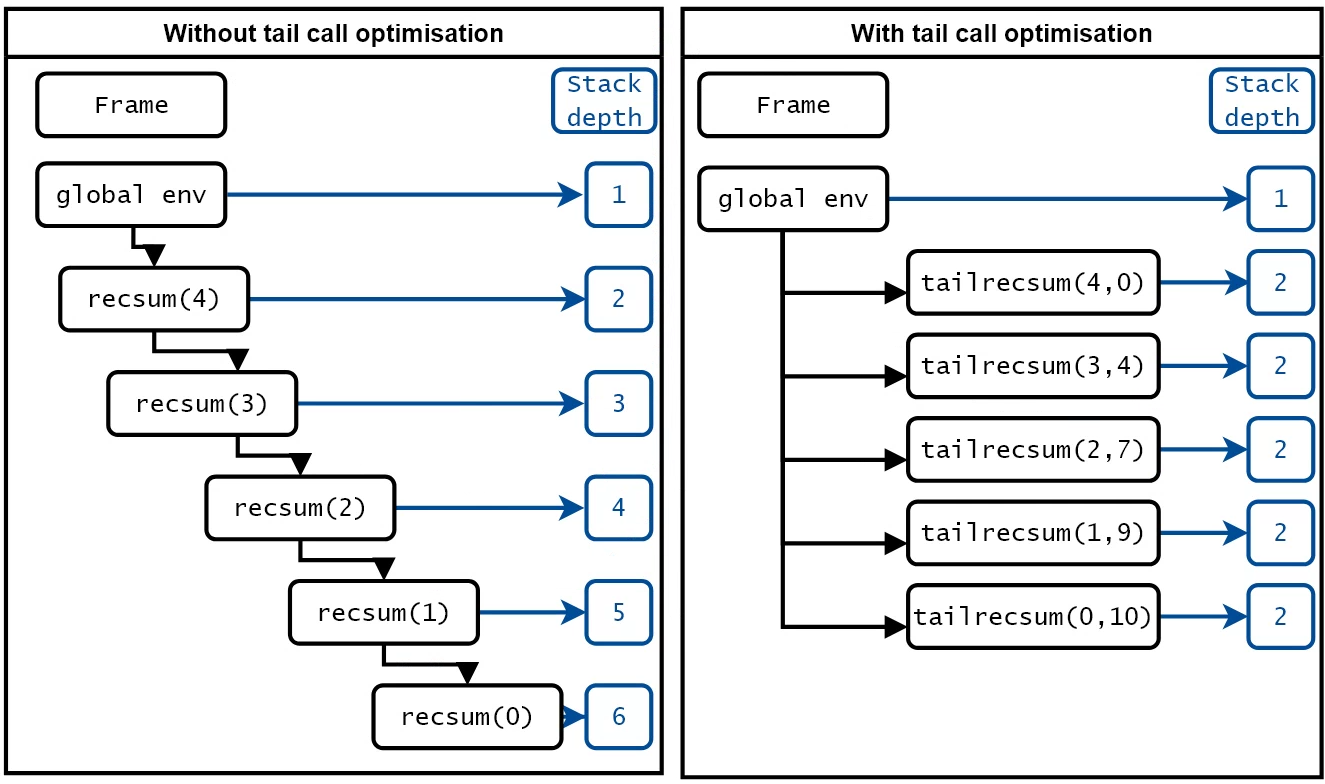 Without tail call optimisation
Frame
Stack
depth
global env
1
recsum(4)
2
recsum(3)
3
recsum(2)
4
recsum(1)
5
recsum(0)
6
With tail call optimisation
Frame
Stack
depth
global env
1
tailrecsum(4,0)
2
tailrecsum(3,4)
2
tailrecsum(2,7)
2
tailrecsum(1,9)
2
tailrecsum(0,10)
2